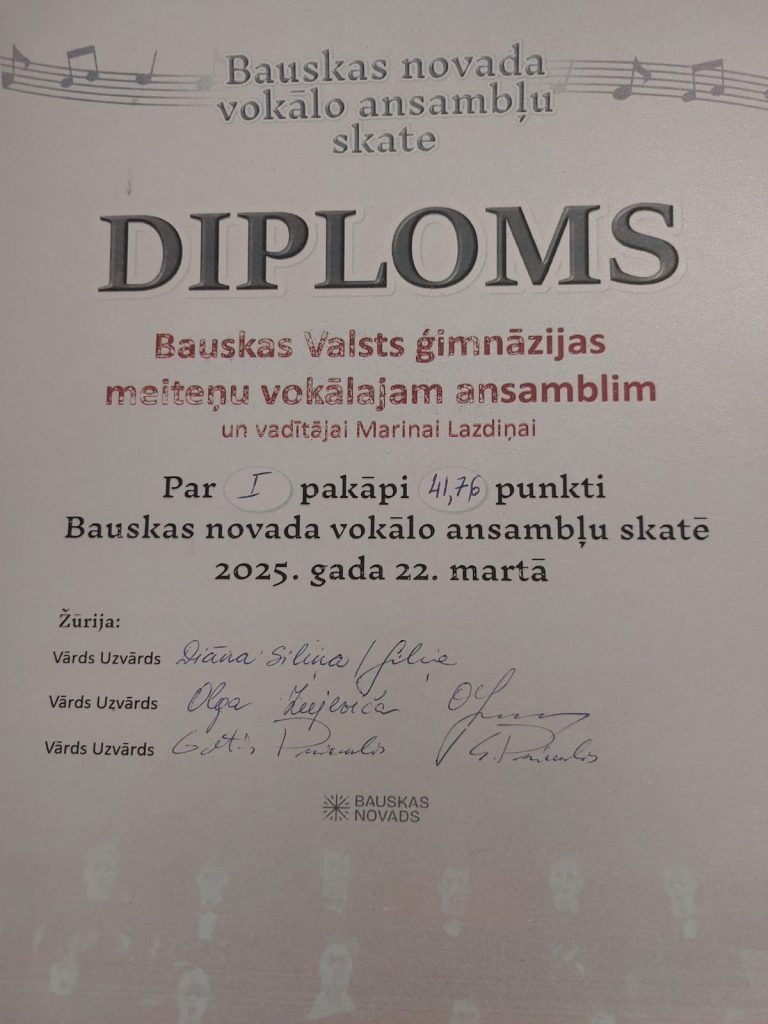 Bauskas novada
vokālo ansambļu
skate
DIPLOMS
Bauskas Valsts ģimnāzijas
meiteņu vokālajam ansamblim
un vadītājai Marinai Lazdiņai
Par I pakāpi 41,76 punkti
Bauskas novada vokālo ansambļu skatē
2025. gada 22. martā
Žūrija:
Vārds Uzvārds Diāna Siliņa
Vārds Uzvārds Olga
Vārds Uzvārds
BAUSKAS
NOVADS